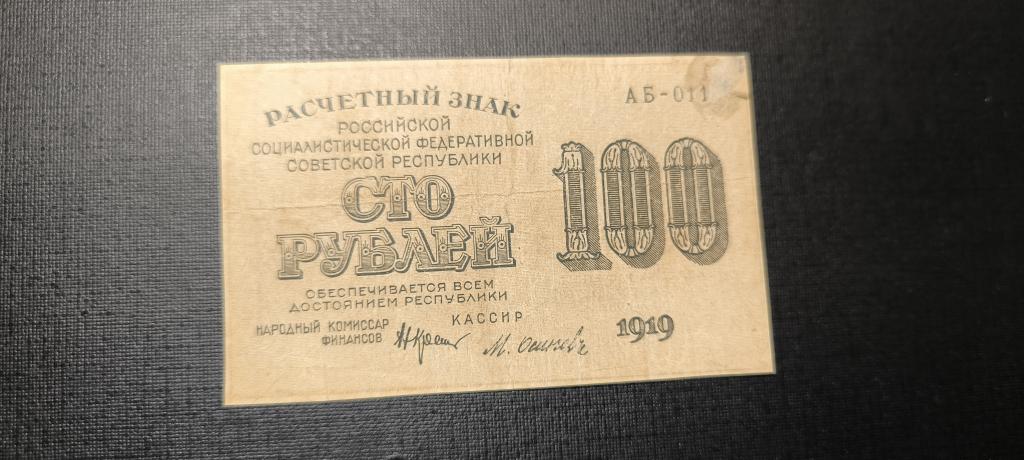 РАСЧЕТНЫЙ ЗНАК
АБ-011
РОССИЙСКОЙ
СОЦИАЛИСТИЧЕСКОЙ ФЕДЕРАТИВНОЙ
СОВЕТСКОЙ РЕСПУБЛИКИ
СТО
РУБЛЕЙ
100
ОБЕСПЕЧИВАЕТСЯ ВСЕМ
ДОСТОЯНИЕМ РЕСПУБЛИКИ
НАРОДНЫЙ КОМИССАР
ФИНАНСОВ
КАССИР
1919